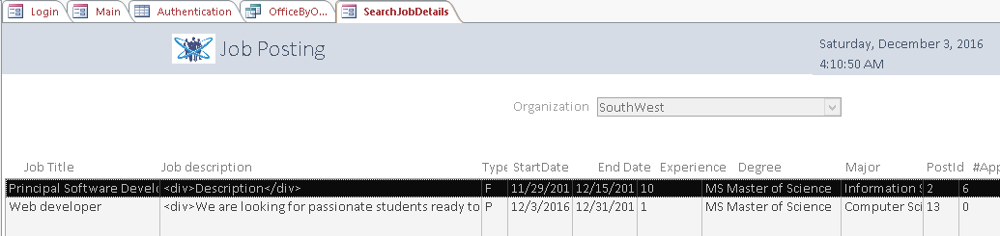 Login Main Authentication OfficeByO... SearchJobDetails
Job Posting
Saturday, December 3, 2016
4:10:50 AM
Organization SouthWest
Job Title Job description Type StartDate End Date Experience Degree Major PostId #App
Principal Software Develo <div>Description</div> F 11/29/201 12/15/201 10 MS Master of Science Information S 2 6
Web developer <div>We are looking for passionate students ready to P 12/3/2016 12/31/201 1 MS Master of Science Computer Sci 13 0